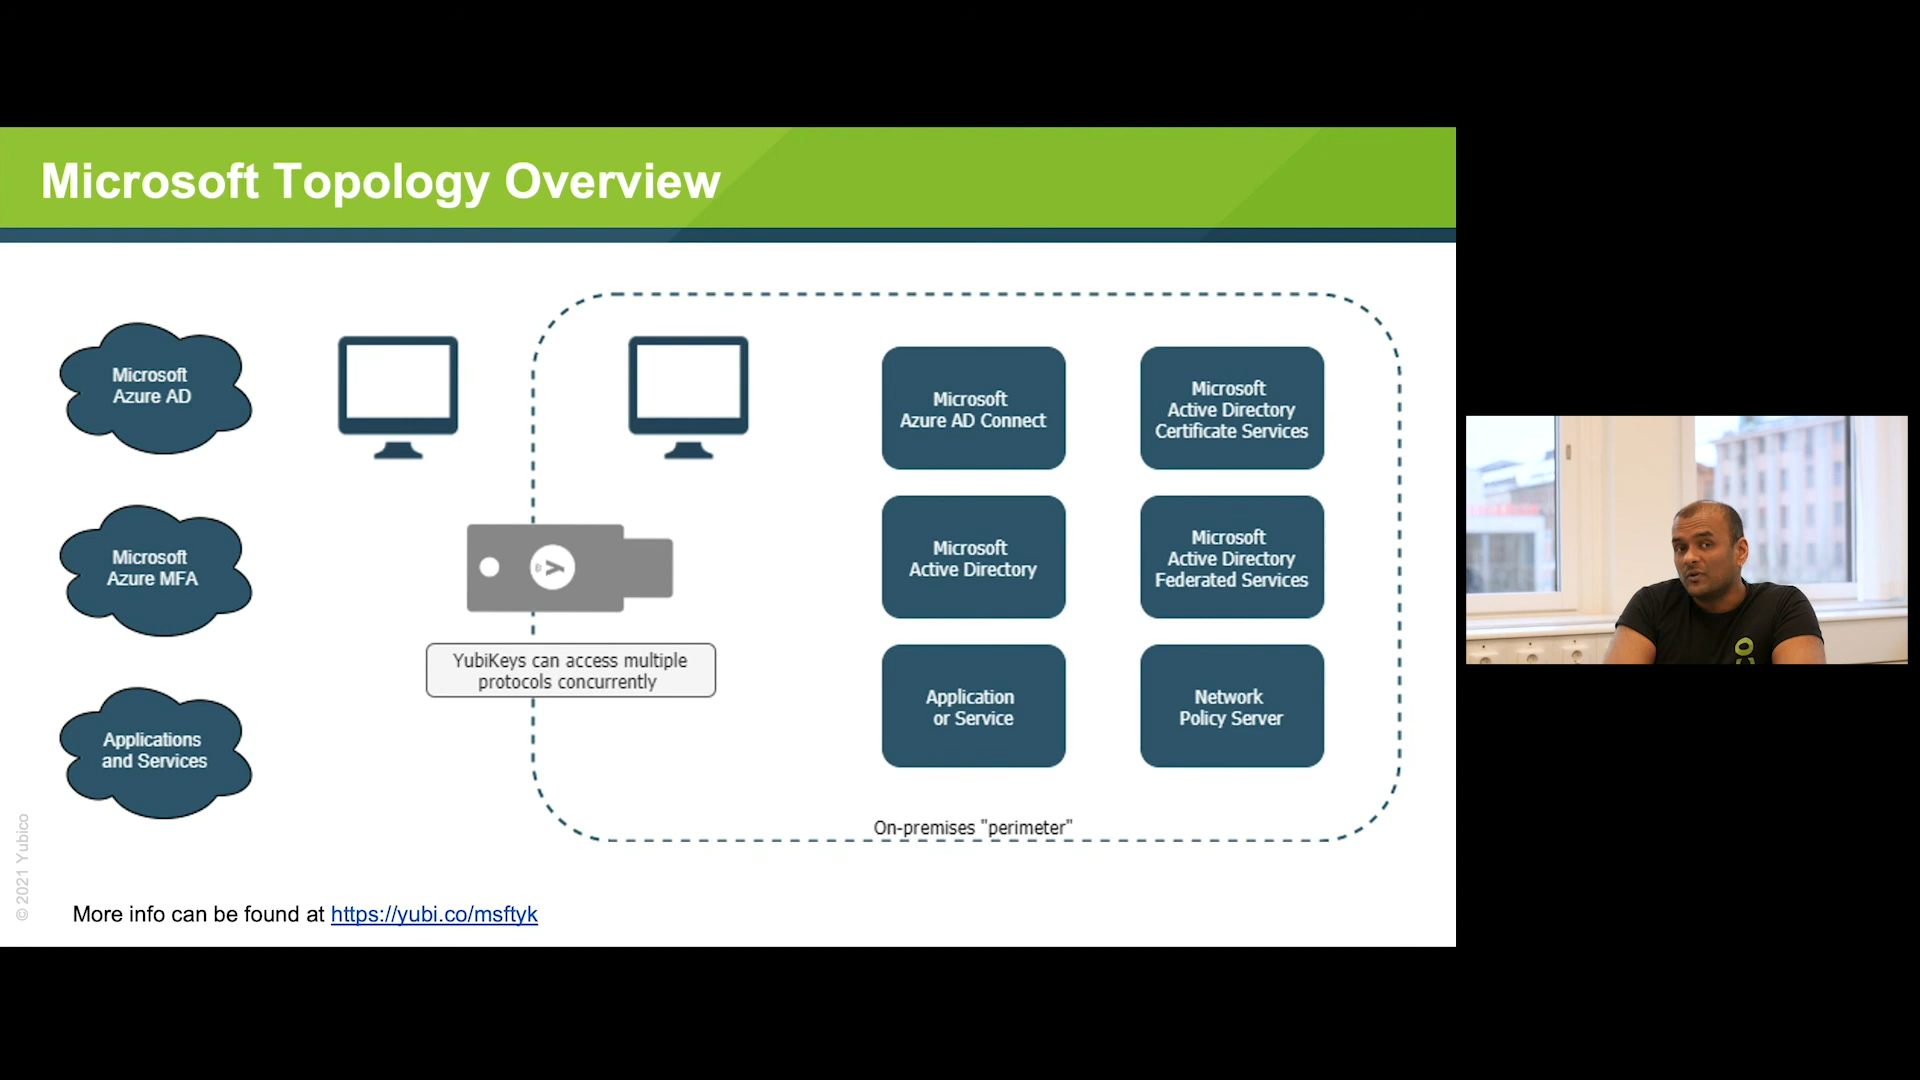 Microsoft Topology Overview
Microsoft
Azure AD
Microsoft
Azure MFA
Applications
and Services
YubiKeys can access multiple
protocols concurrently
Microsoft
Azure AD Connect
Microsoft
Active Directory
Certificate Services
Microsoft
Active Directory
Microsoft
Active Directory
Federated Services
Application
or Service
Network
Policy Server
On-premises "perimeter"
© 2021 Yubico
More info can be found at https://yubi.co/msftyk